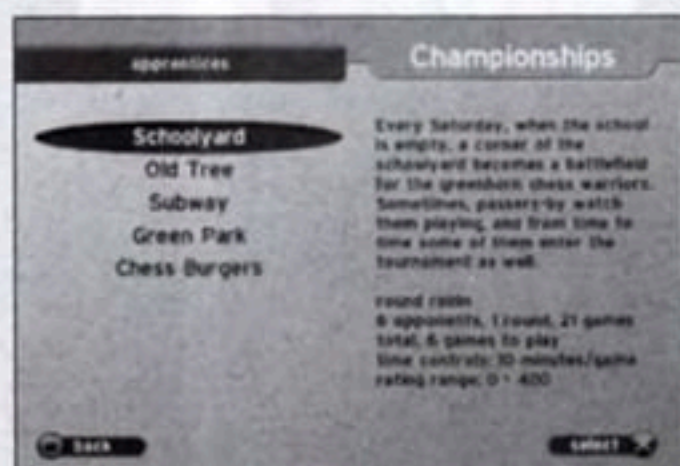 apprentices
Championships
Schoolyard
Old Tree
Subway
Green Park
Chess Burgers
Every Saturday, when the school
is empty, a corner of the
schoolyard becomes a battlefield
for the greenhorn chess warriors.
Sometimes, passers-by watch
them playing, and from time to
time some of them enter the
tournament as well.
round robin
6 opponents, 1 round, 21 games
total, 6 games to play
time controls: 10 minutes/game
rating range: 0 - 400
back
select